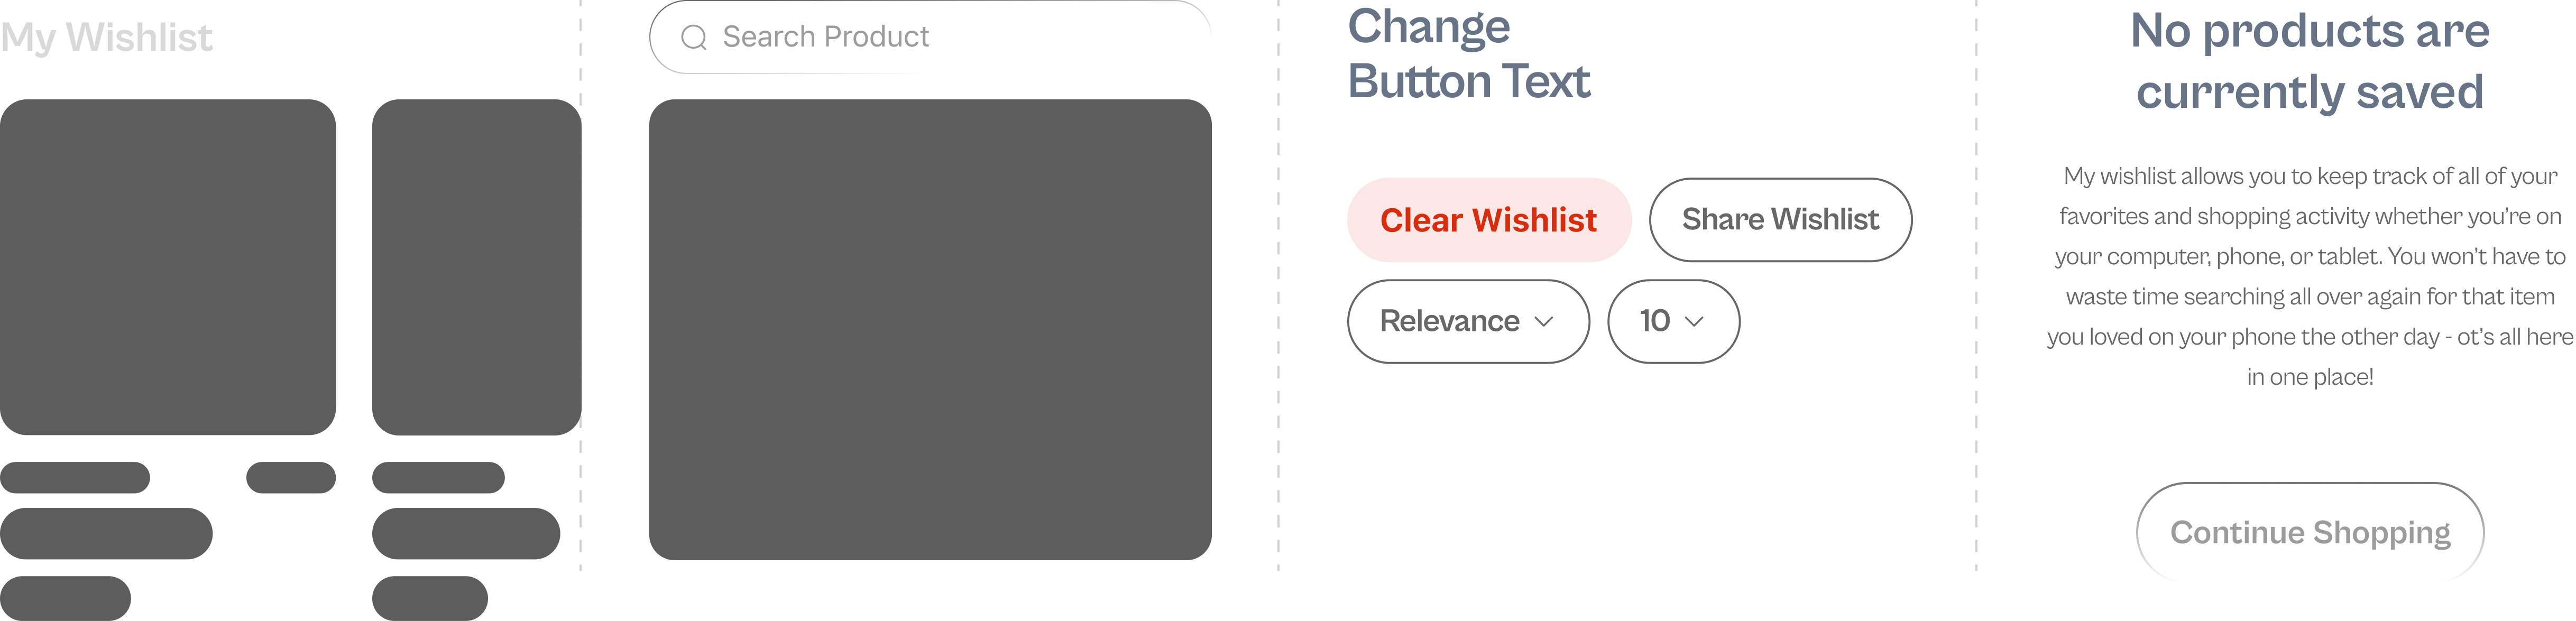 My Wishlist
Search Product
Change
Button Text
Clear Wishlist
Share Wishlist
Relevance
10
No products are
currently saved
My wishlist allows you to keep track of all of your
favorites and shopping activity whether you're on
your computer, phone, or tablet. You won't have to
waste time searching all over again for that item
you loved on your phone the other day - ot's all here
in one place!
Continue Shopping